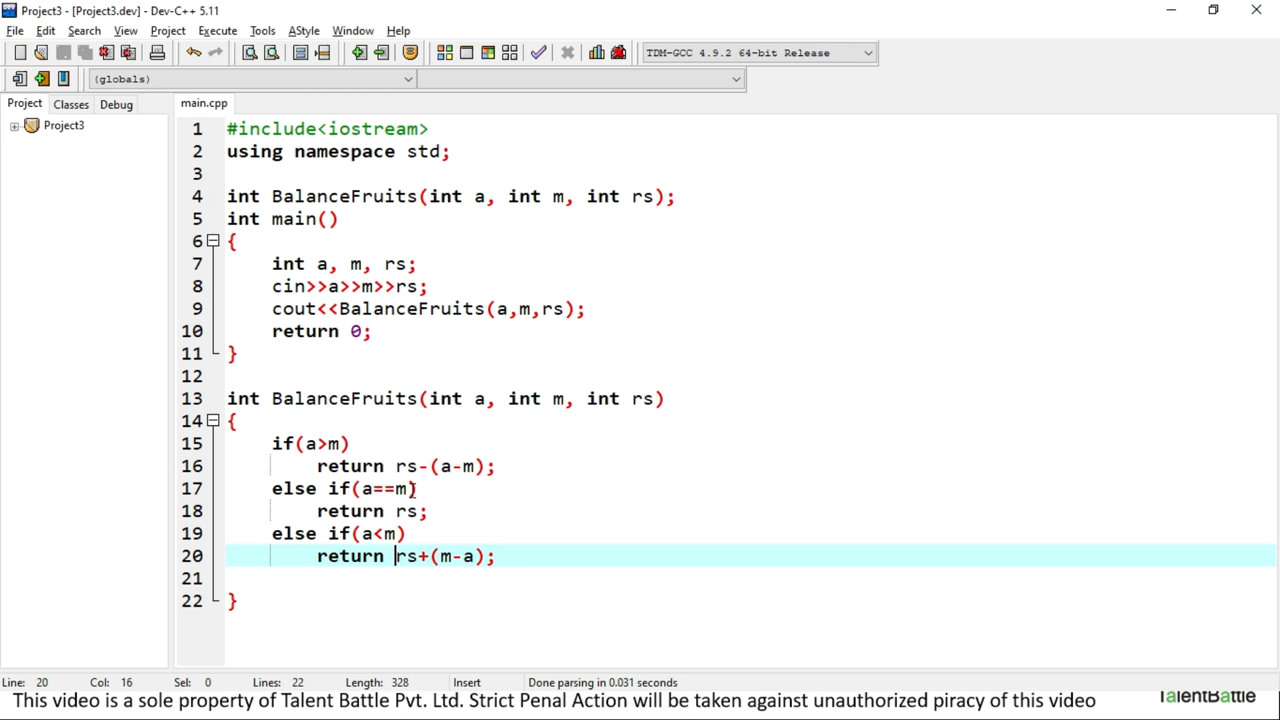 Project3 - [Project3.dev] - Dev-C++ 5.11
File Edit Search View Project Execute Tools AStyle Window Help
TDM-GCC 4.9.2 64-bit Release
(globals)
Project Classes Debug main.cpp
Project3
1 #include<iostream>
2 using namespace std;
3
4 int BalanceFruits(int a, int m, int rs);
5 int main()
6 {
7 int a, m, rs;
8 cin>>a>>m>>rs;
9 cout<<BalanceFruits(a,m,rs);
10 return 0;
11 }
12
13 int BalanceFruits(int a, int m, int rs)
14 {
15 if(a>m)
16 return rs-(a-m);
17 else if(a==m)
18 return rs;
19 else if(a<m)
20 return rs+(m-a);
21
22 }
Line: 20 Col: 16 Sel: 0 Lines: 22 Length: 328 Insert Done parsing in 0.031 seconds
This video is a sole property of Talent Battle Pvt. Ltd. Strict Penal Action will be taken against unauthorized piracy of this video
TalentBattle